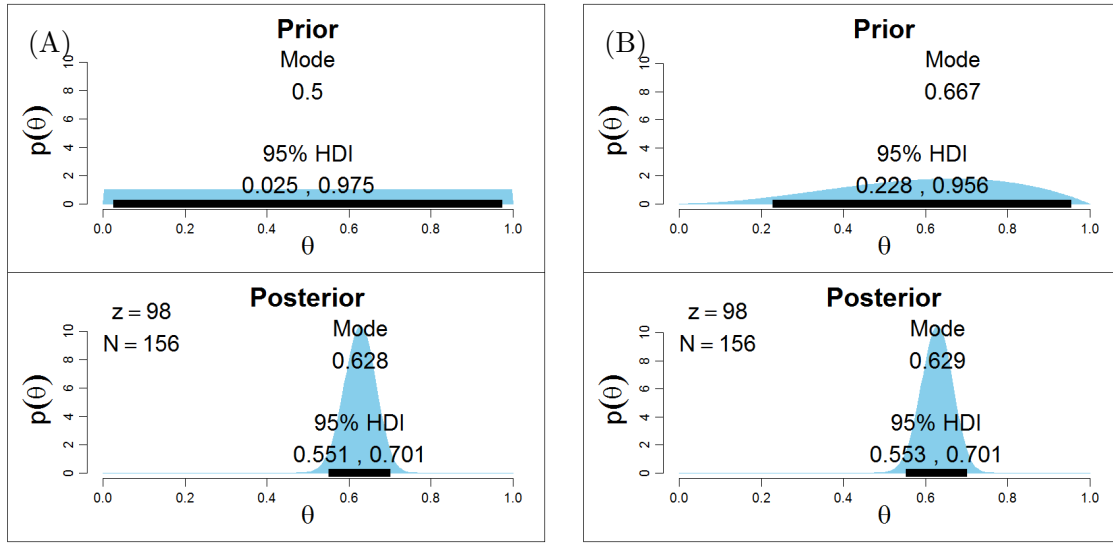 (A)
Prior
Mode
0.5
95% HDI
0.025 , 0.975
p(θ)
0 2 4 6 8 10
0.0 0.2 0.4 0.6 0.8 1.0
θ
Posterior
z = 98
N = 156
Mode
0.628
95% HDI
0.551 , 0.701
p(θ)
0 2 4 6 8 10
0.0 0.2 0.4 0.6 0.8 1.0
θ
(B)
Prior
Mode
0.667
95% HDI
0.228 , 0.956
p(θ)
0 2 4 6 8 10
0.0 0.2 0.4 0.6 0.8 1.0
θ
Posterior
z = 98
N = 156
Mode
0.629
95% HDI
0.553 , 0.701
p(θ)
0 2 4 6 8 10
0.0 0.2 0.4 0.6 0.8 1.0
θ